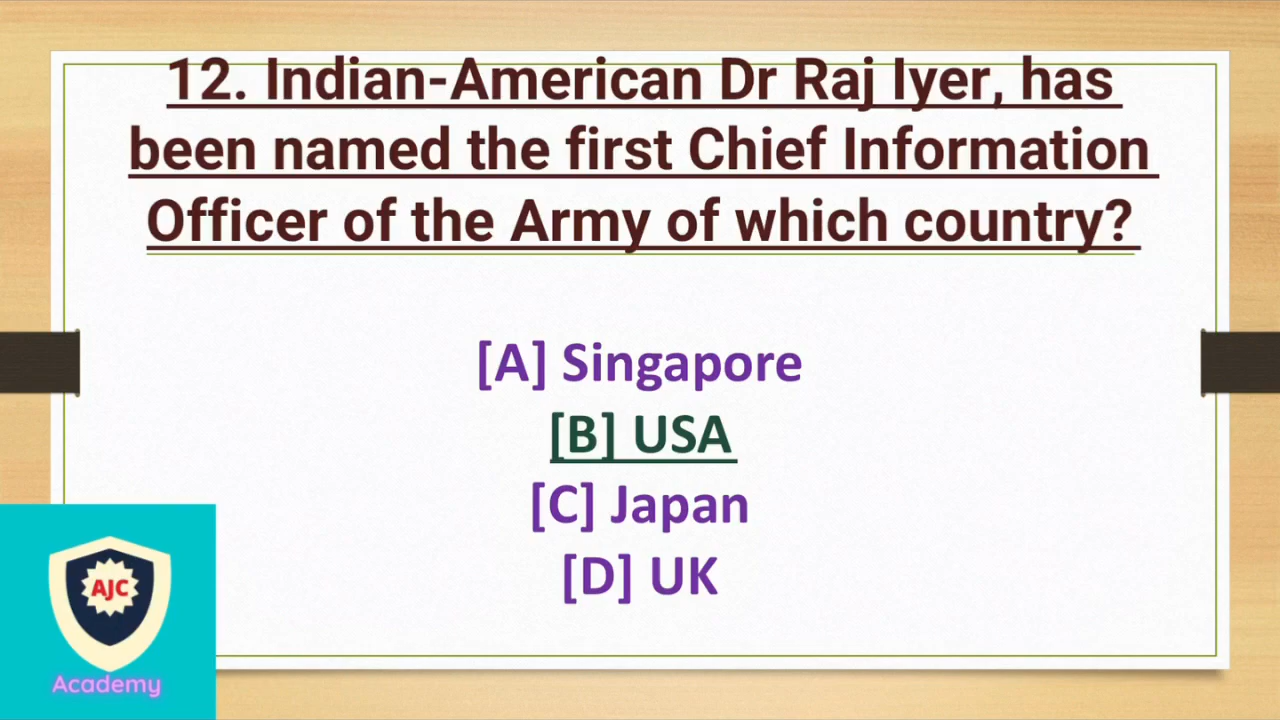 12. Indian-American Dr Raj Iyer, has
been named the first Chief Information
Officer of the Army of which country?
[A] Singapore
[B] USA
[C] Japan
[D] UK
AJC
Academy